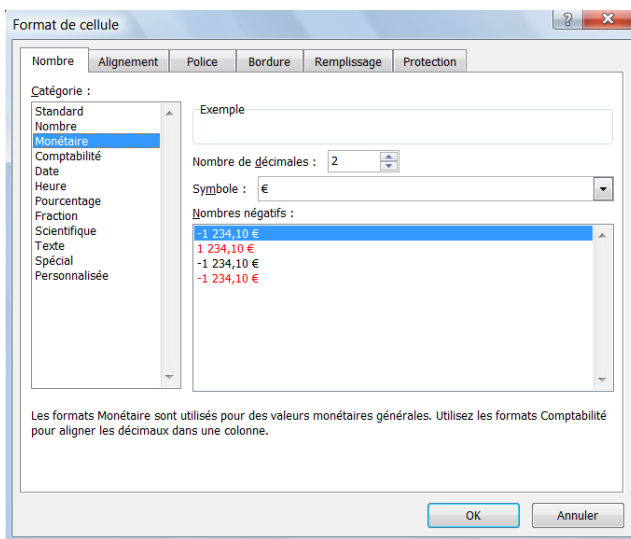 Format de cellule
Nombre Alignement Police Bordure Remplissage Protection
Catégorie :
Standard
Nombre
Monétaire
Comptabilité
Date
Heure
Pourcentage
Fraction
Scientifique
Texte
Spécial
Personnalisée
Exemple
Nombre de décimales : 2
Symbole : €
Nombres négatifs :
-1 234,10 €
1 234,10 €
-1 234,10 €
-1 234,10 €
Les formats Monétaire sont utilisés pour des valeurs monétaires générales. Utilisez les formats Comptabilité
pour aligner les décimaux dans une colonne.
OK Annuler